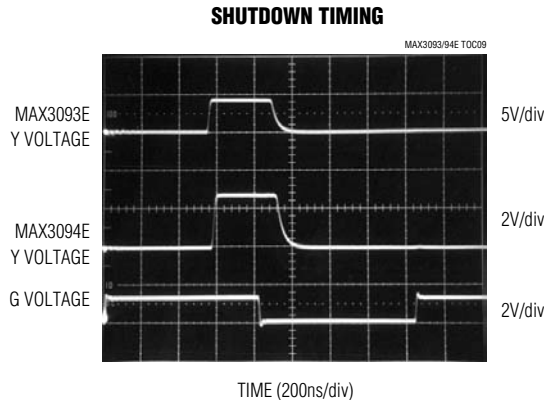 SHUTDOWN TIMING
MAX3093/94E TOC09
MAX3093E
Y VOLTAGE
5V/div
MAX3094E
Y VOLTAGE
2V/div
G VOLTAGE
2V/div
TIME (200ns/div)